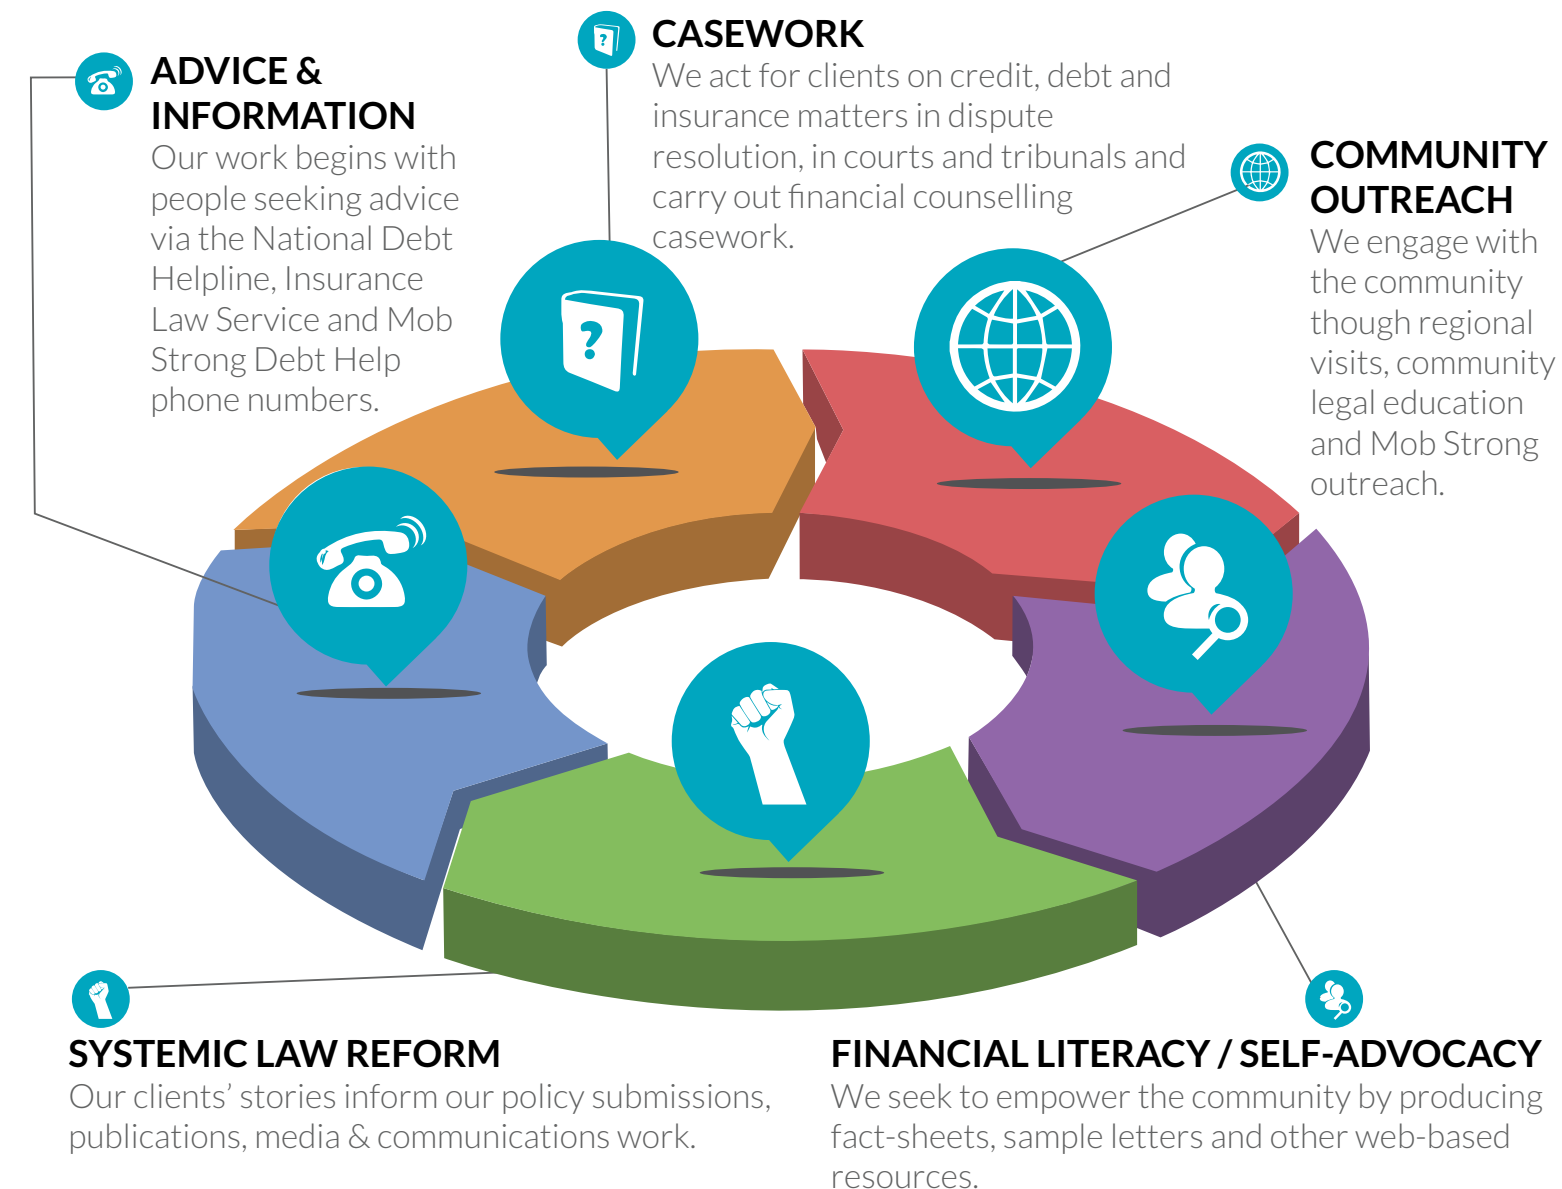 ADVICE &
INFORMATION
Our work begins with
people seeking advice
via the National Debt
Helpline, Insurance
Law Service and Mob
Strong Debt Help
phone numbers.
CASEWORK
We act for clients on credit, debt and
insurance matters in dispute
resolution, in courts and tribunals and
carry out financial counselling
casework.
COMMUNITY
OUTREACH
We engage with
the community
though regional
visits, community
legal education
and Mob Strong
outreach.
?
?
SYSTEMIC LAW REFORM
Our clients’ stories inform our policy submissions,
publications, media & communications work.
FINANCIAL LITERACY / SELF-ADVOCACY
We seek to empower the community by producing
fact-sheets, sample letters and other web-based
resources.